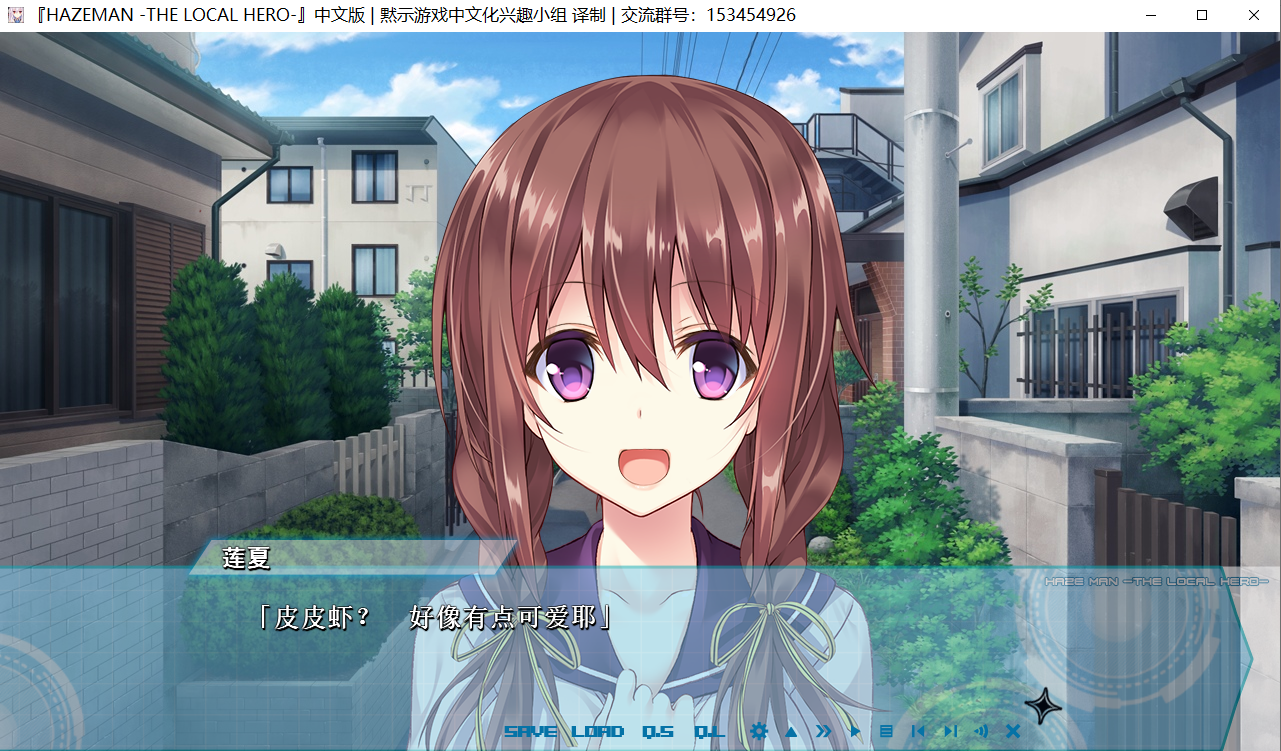 『HAZEMAN -THE LOCAL HERO-』中文版 | 默示游戏中文化兴趣小组 译制 | 交流群号：153454926
莲夏
HAZE MAN -THE LOCAL HERO-
「皮皮虾？　好像有点可爱耶」
SAVE LOAD Q.S Q.L